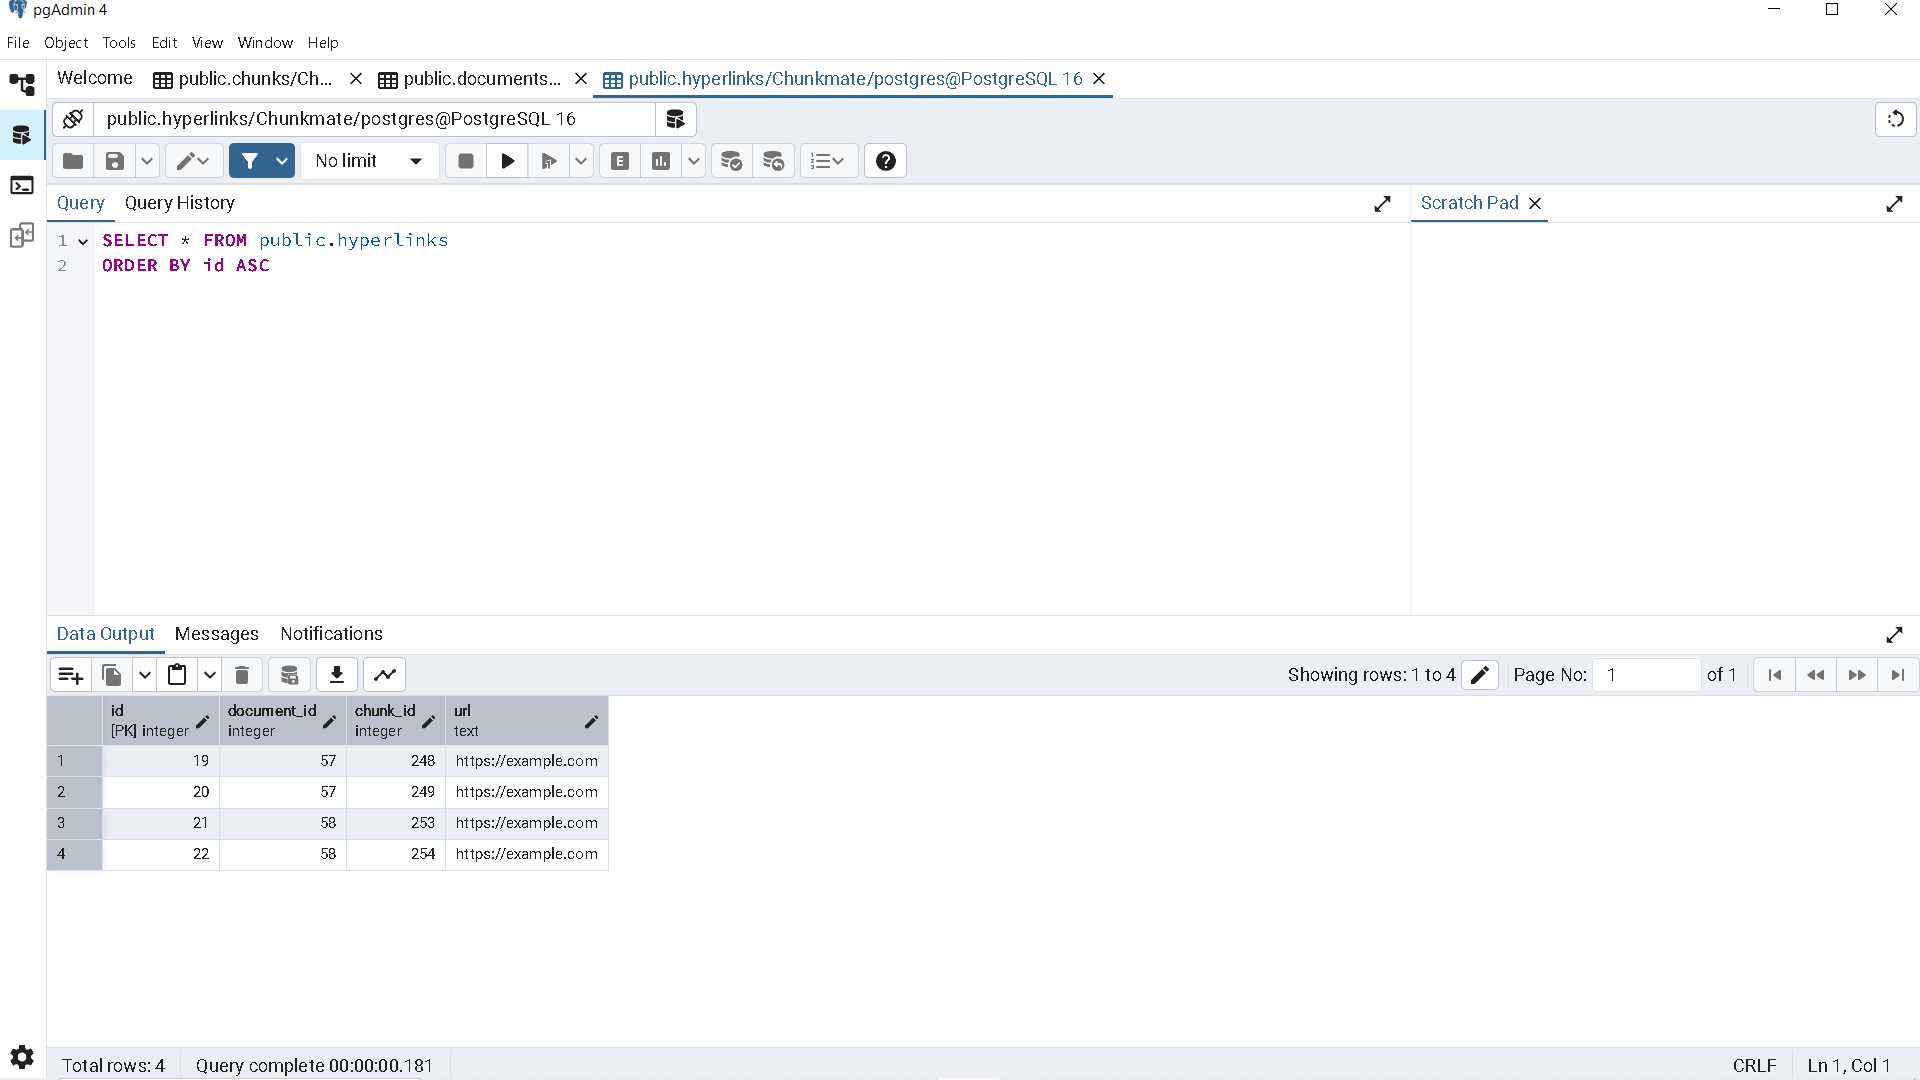 pgAdmin 4
File Object Tools Edit View Window Help
Welcome public.chunks/Ch... public.documents... public.hyperlinks/Chunkmate/postgres@PostgreSQL 16
public.hyperlinks/Chunkmate/postgres@PostgreSQL 16
No limit E
Query Query History Scratch Pad
1 SELECT * FROM public.hyperlinks
2 ORDER BY id ASC
Data Output Messages Notifications
Showing rows: 1 to 4 Page No: 1 of 1
id document_id chunk_id url
[PK] integer integer integer text
1 19 57 248 https://example.com
2 20 57 249 https://example.com
3 21 58 253 https://example.com
4 22 58 254 https://example.com
Total rows: 4 Query complete 00:00:00.181 CRLF Ln 1, Col 1